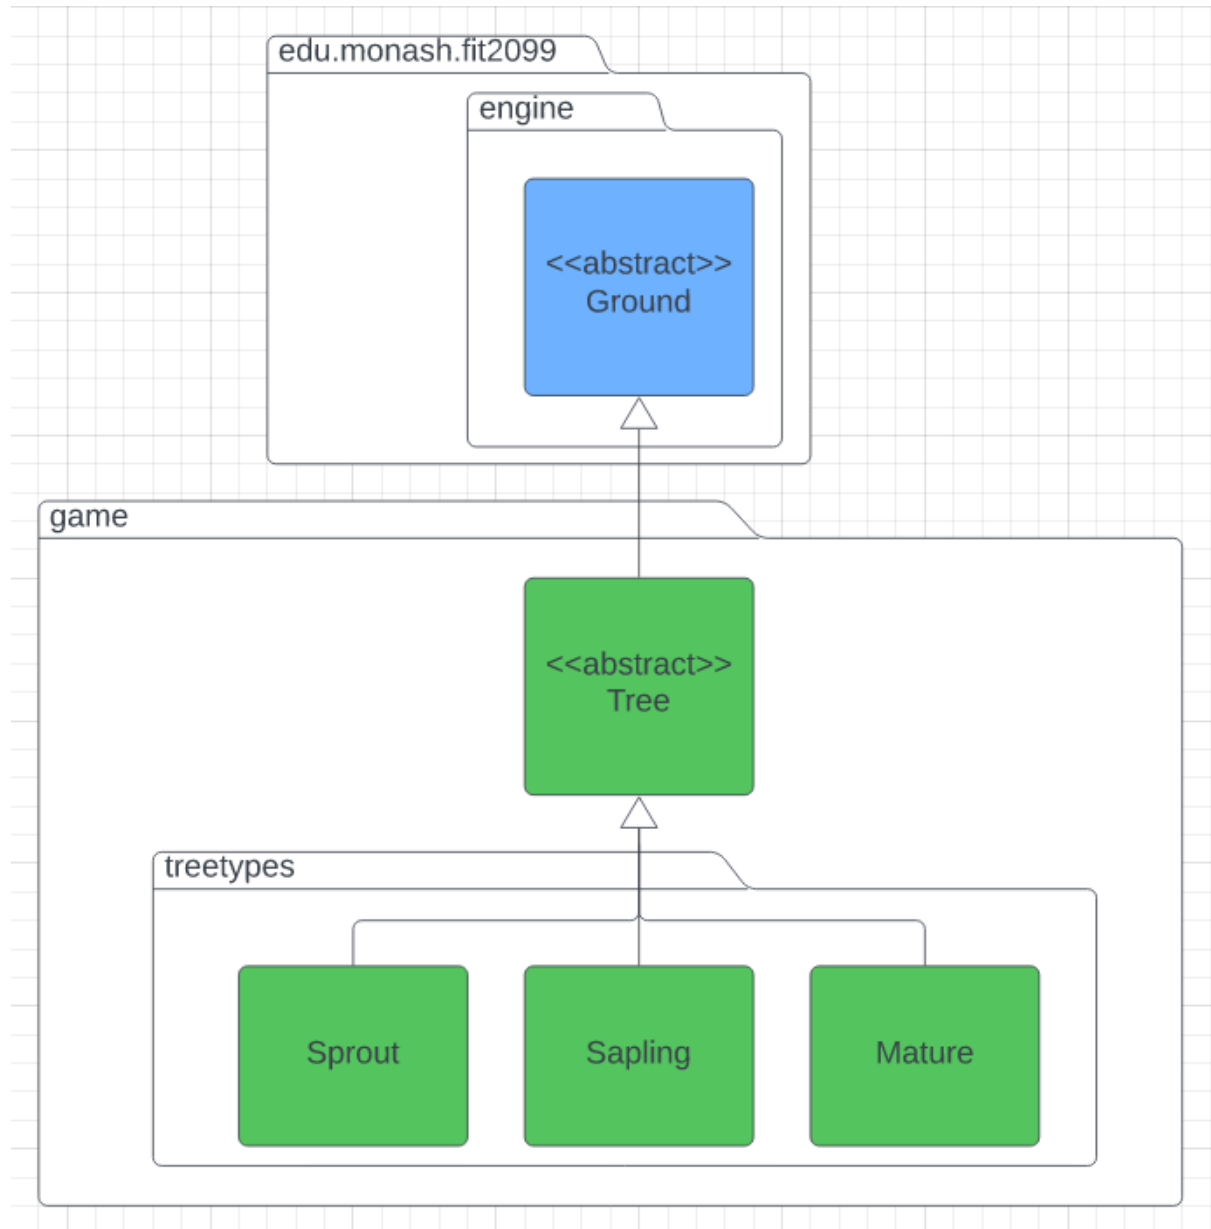 edu.monash.fit2099
engine
<<abstract>>
Ground
game
<<abstract>>
Tree
treetypes
Sprout
Sapling
Mature